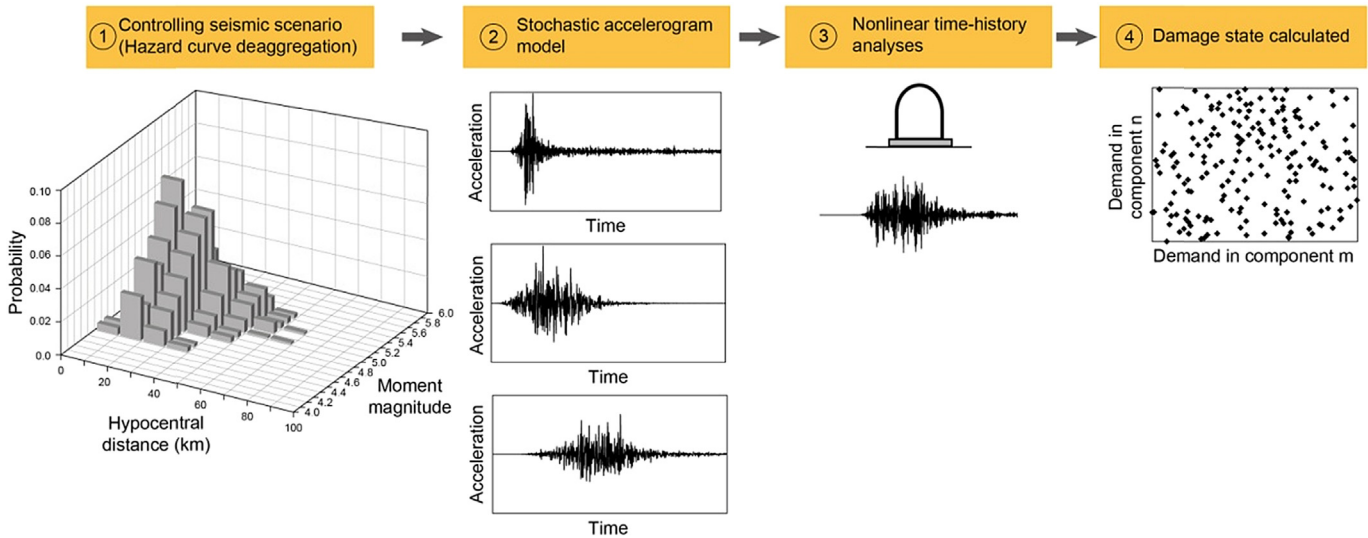 1 Controlling seismic scenario
(Hazard curve deaggregation)
2 Stochastic accelerogram
model
3 Nonlinear time-history
analyses
4 Damage state calculated
Probability
0.10
0.08
0.06
0.04
0.02
0.0
0
20
40
60
80
100
Hypocentral
distance (km)
4.0
4.2
4.4
4.6
4.8
5.0
5.2
5.4
5.6
5.8
6.0
Moment
magnitude
Acceleration
Time
Acceleration
Time
Acceleration
Time
Demand in
component n
Demand in component m